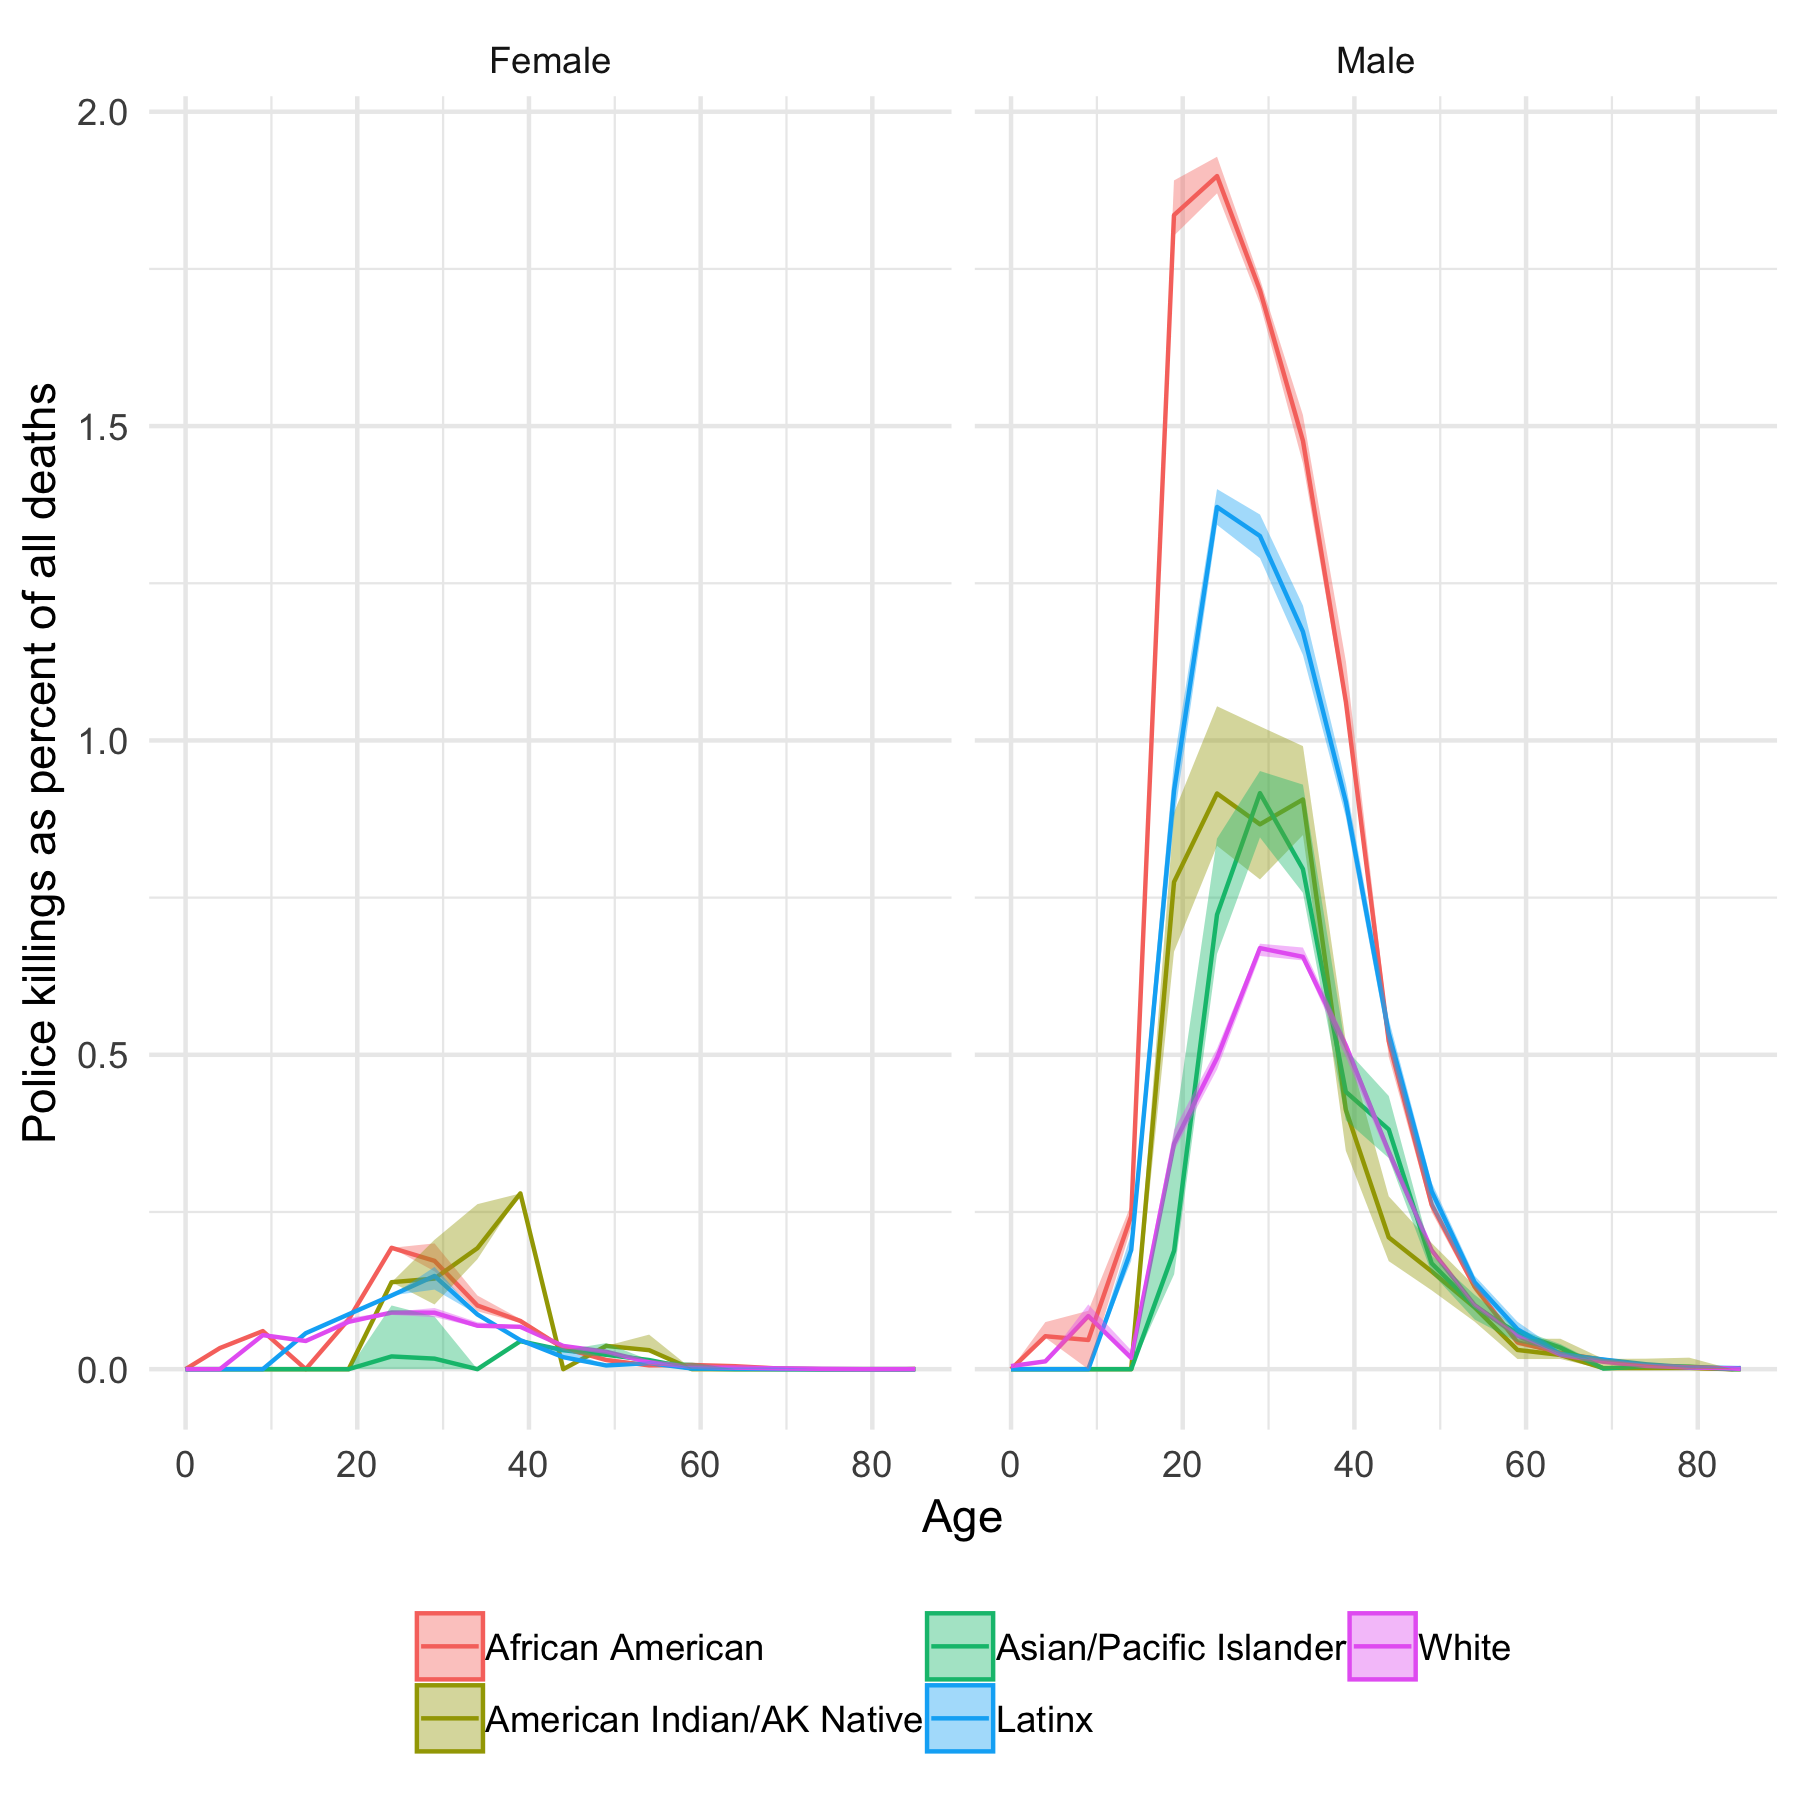 Female Male
2.0
1.5
1.0
0.5
0.0
Police killings as percent of all deaths
0 20 40 60 80 0 20 40 60 80
Age
African American Asian/Pacific Islander White
American Indian/AK Native Latinx